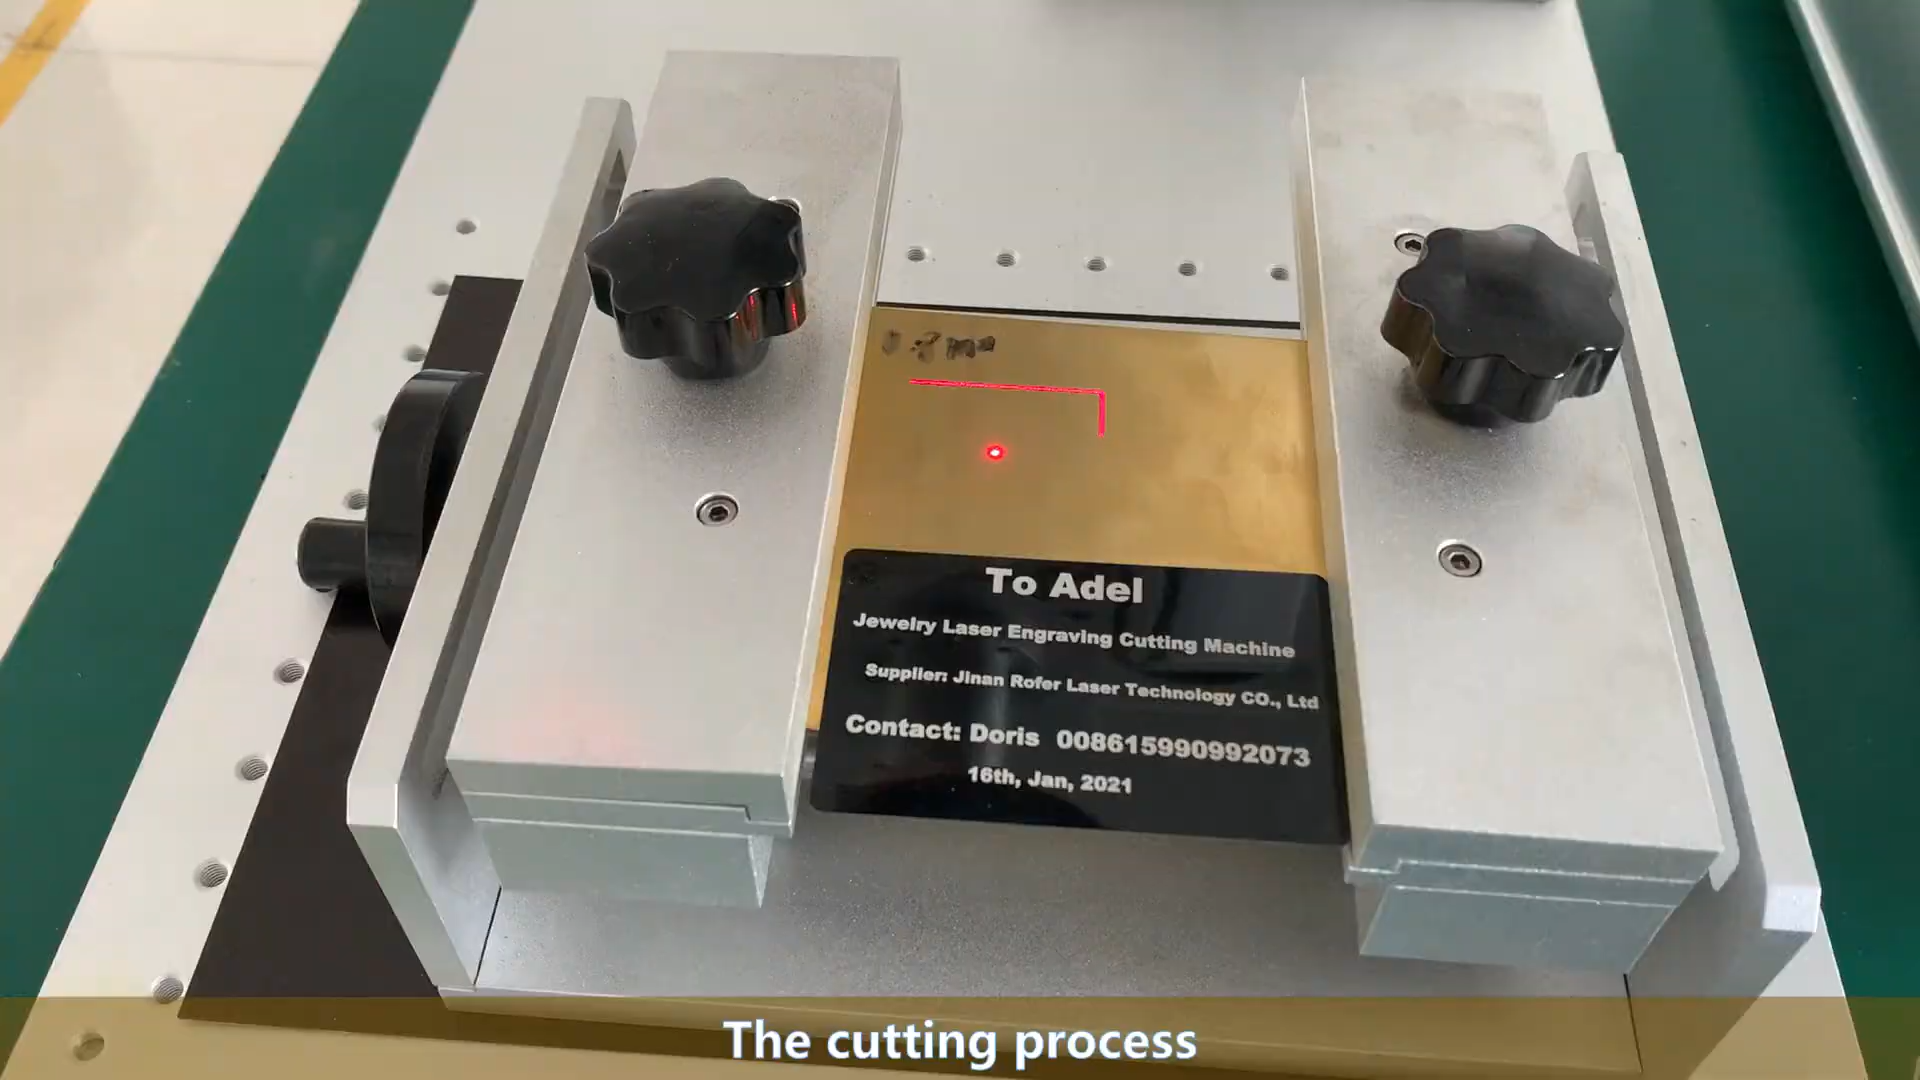 To Adel
Jewelry Laser Engraving Cutting Machine
Supplier: Jinan Rofer Laser Technology CO., Ltd
Contact: Doris 008615990992073
16th, Jan, 2021
The cutting process